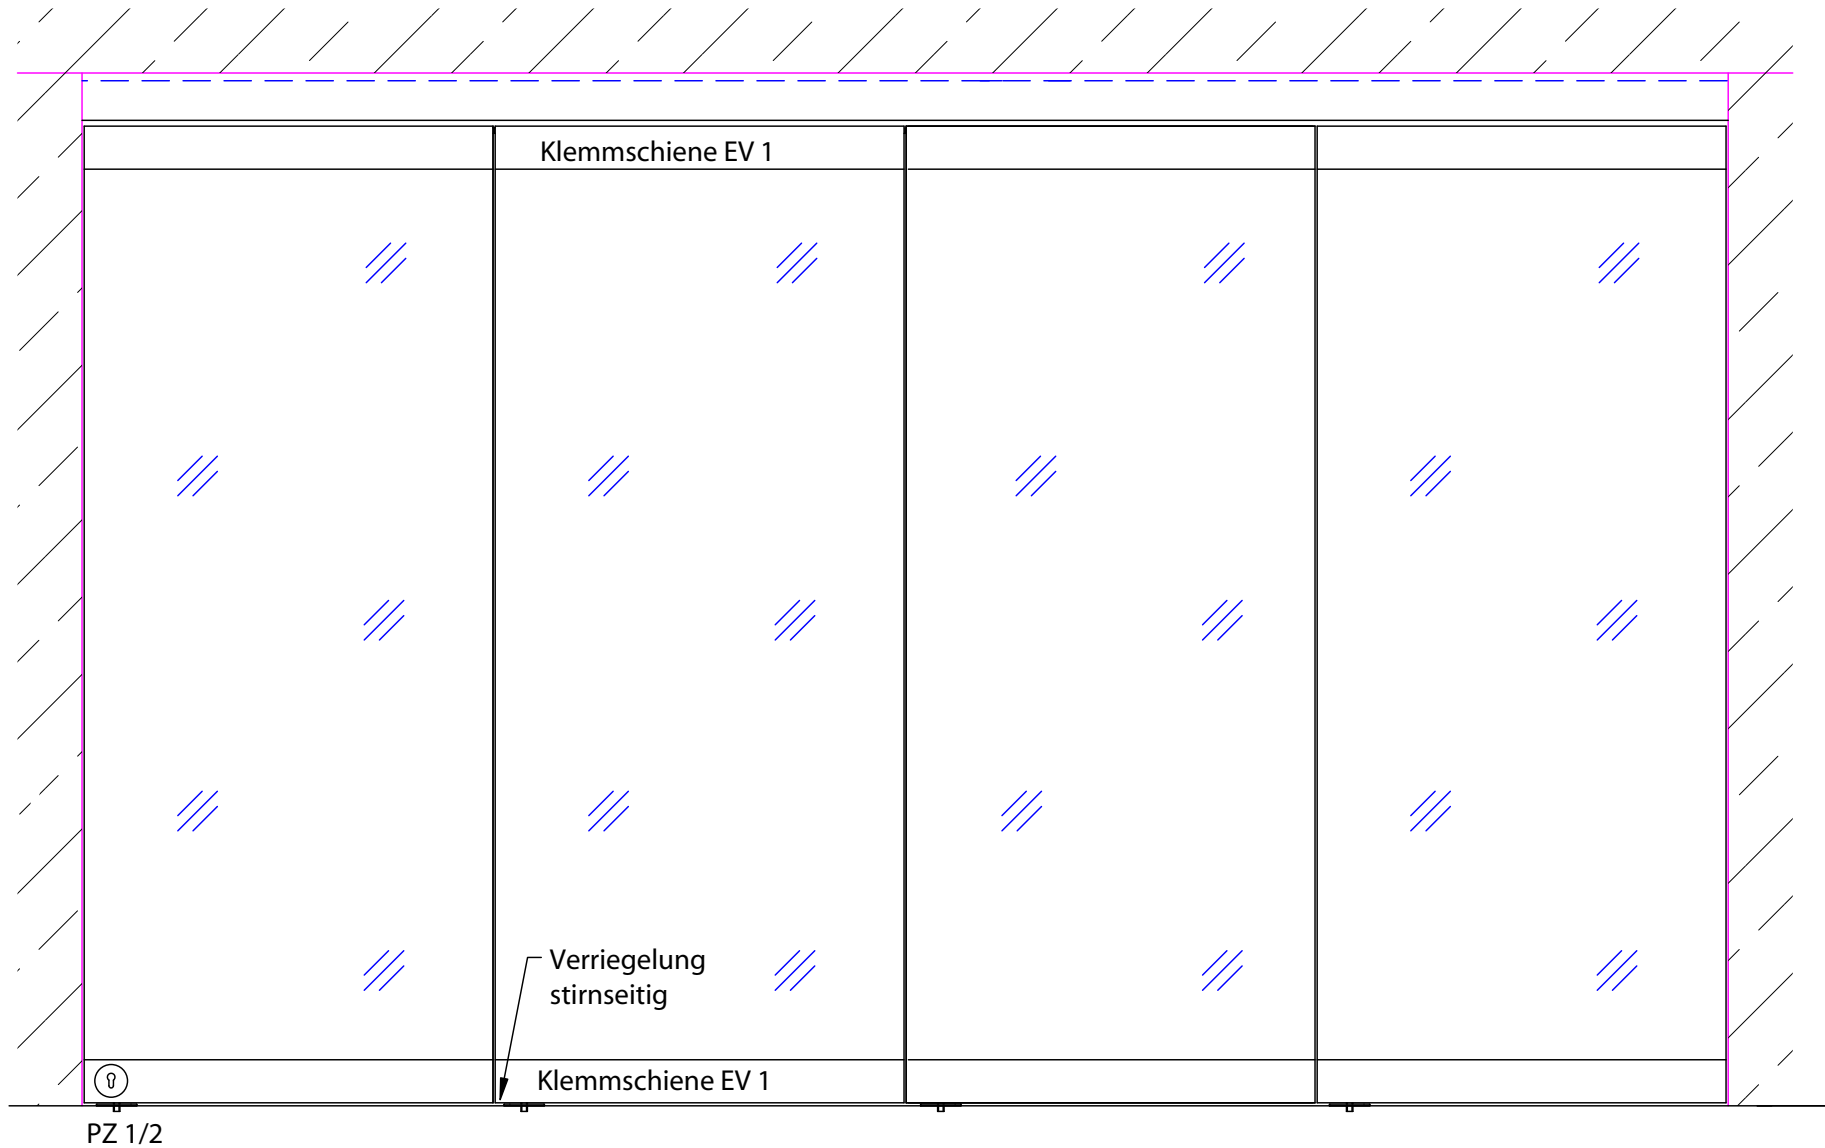 Klemmschiene EV 1
Verriegelung
stirnseitig
Klemmschiene EV 1
PZ 1/2